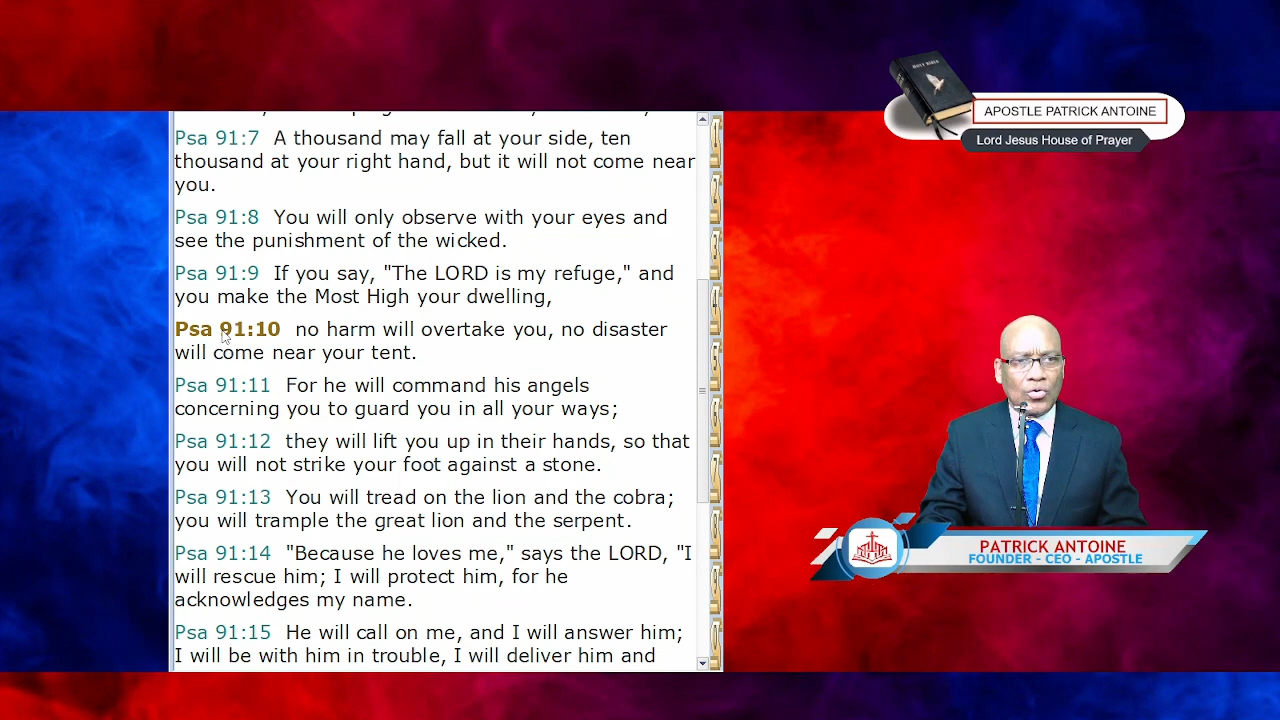 Psa 91:7 A thousand may fall at your side, ten
thousand at your right hand, but it will not come near
you.
Psa 91:8 You will only observe with your eyes and
see the punishment of the wicked.
Psa 91:9 If you say, "The LORD is my refuge," and
you make the Most High your dwelling,
Psa 91:10 no harm will overtake you, no disaster
will come near your tent.
Psa 91:11 For he will command his angels
concerning you to guard you in all your ways;
Psa 91:12 they will lift you up in their hands, so that
you will not strike your foot against a stone.
Psa 91:13 You will tread on the lion and the cobra;
you will trample the great lion and the serpent.
Psa 91:14 "Because he loves me," says the LORD, "I
will rescue him; I will protect him, for he
acknowledges my name.
Psa 91:15 He will call on me, and I will answer him;
I will be with him in trouble, I will deliver him and
HOLY BIBLE
APOSTLE PATRICK ANTOINE
Lord Jesus House of Prayer
PATRICK ANTOINE
FOUNDER - CEO - APOSTLE